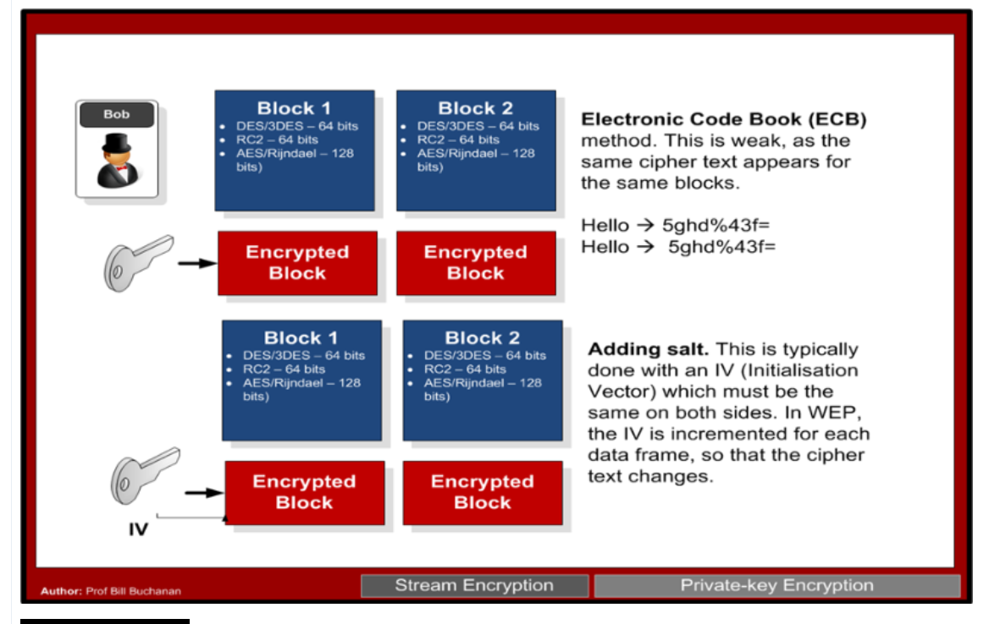 Bob
Block 1
• DES/3DES – 64 bits
• RC2 – 64 bits
• AES/Rijndael – 128
bits)
Block 2
• DES/3DES – 64 bits
• RC2 – 64 bits
• AES/Rijndael – 128
bits)
Electronic Code Book (ECB)
method. This is weak, as the
same cipher text appears for
the same blocks.
Hello → 5ghd%43f=
Hello → 5ghd%43f=
Encrypted
Block
Encrypted
Block
Block 1
• DES/3DES – 64 bits
• RC2 – 64 bits
• AES/Rijndael – 128
bits)
Block 2
• DES/3DES – 64 bits
• RC2 – 64 bits
• AES/Rijndael – 128
bits)
Adding salt. This is typically
done with an IV (Initialisation
Vector) which must be the
same on both sides. In WEP,
the IV is incremented for each
data frame, so that the cipher
text changes.
Encrypted
Block
Encrypted
Block
IV
Author: Prof Bill Buchanan
Stream Encryption
Private-key Encryption